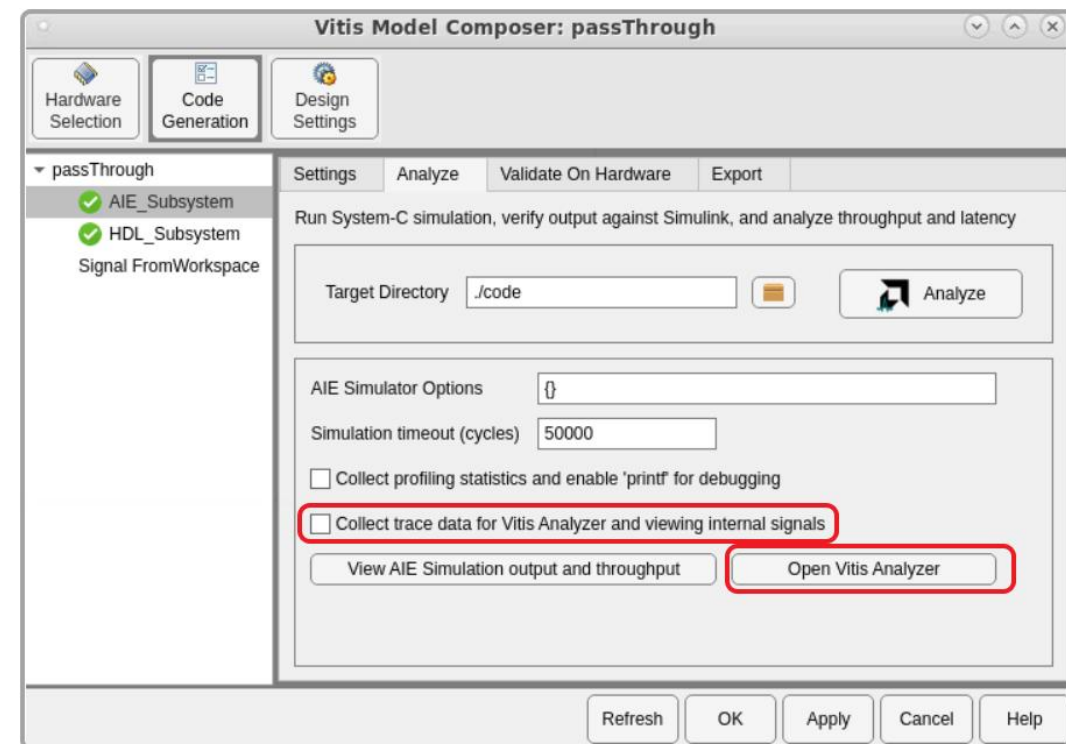 Vitis Model Composer: passThrough
Hardware Selection
Code Generation
Design Settings
passThrough
AIE_Subsystem
HDL_Subsystem
Signal FromWorkspace
Settings Analyze Validate On Hardware Export
Run System-C simulation, verify output against Simulink, and analyze throughput and latency
Target Directory ./code Analyze
AIE Simulator Options {}
Simulation timeout (cycles) 50000
Collect profiling statistics and enable 'printf' for debugging
Collect trace data for Vitis Analyzer and viewing internal signals
View AIE Simulation output and throughput Open Vitis Analyzer
Refresh OK Apply Cancel Help